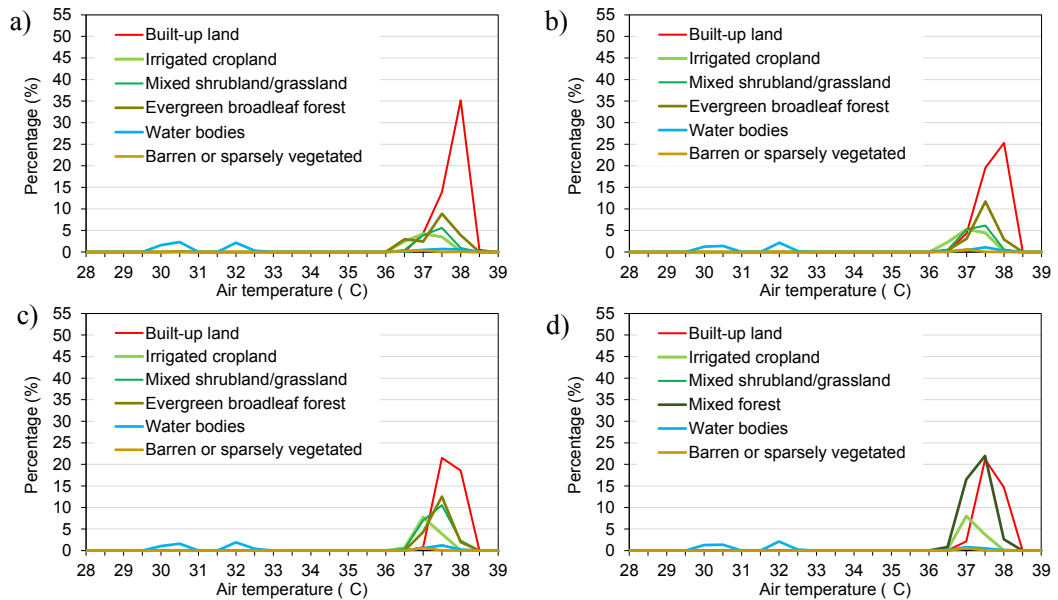 a)
Percentage (%)
55
50
45
40
35
30
25
20
15
10
5
0
Built-up land
Irrigated cropland
Mixed shrubland/grassland
Evergreen broadleaf forest
Water bodies
Barren or sparsely vegetated
28 29 30 31 32 33 34 35 36 37 38 39
Air temperature ( C)
b)
Percentage (%)
55
50
45
40
35
30
25
20
15
10
5
0
Built-up land
Irrigated cropland
Mixed shrubland/grassland
Evergreen broadleaf forest
Water bodies
Barren or sparsely vegetated
28 29 30 31 32 33 34 35 36 37 38 39
Air temperature ( C)
c)
Percentage (%)
55
50
45
40
35
30
25
20
15
10
5
0
Built-up land
Irrigated cropland
Mixed shrubland/grassland
Evergreen broadleaf forest
Water bodies
Barren or sparsely vegetated
28 29 30 31 32 33 34 35 36 37 38 39
Air temperature ( C)
d)
Percentage (%)
55
50
45
40
35
30
25
20
15
10
5
0
Built-up land
Irrigated cropland
Mixed shrubland/grassland
Mixed forest
Water bodies
Barren or sparsely vegetated
28 29 30 31 32 33 34 35 36 37 38 39
Air temperature ( C)